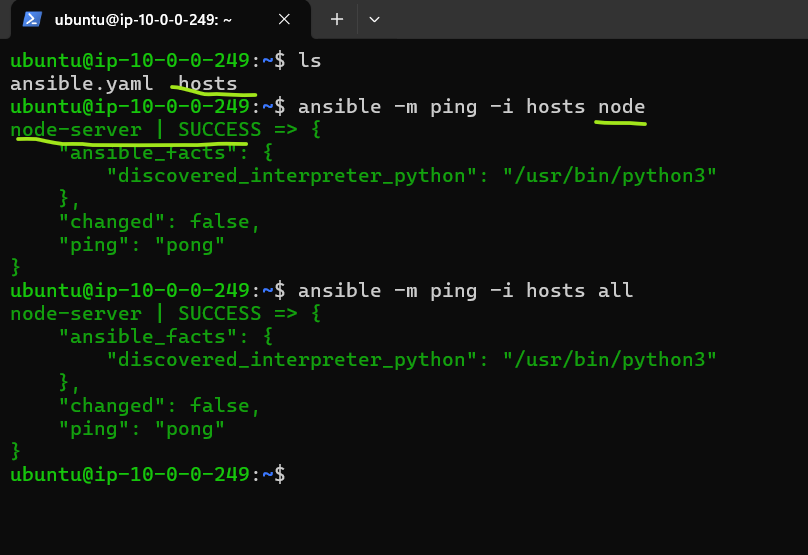 ubuntu@ip-10-0-0-249: ~
ubuntu@ip-10-0-0-249:~$ ls
ansible.yaml  hosts
ubuntu@ip-10-0-0-249:~$ ansible -m ping -i hosts node
node-server | SUCCESS => {
    "ansible_facts": {
        "discovered_interpreter_python": "/usr/bin/python3"
    },
    "changed": false,
    "ping": "pong"
}
ubuntu@ip-10-0-0-249:~$ ansible -m ping -i hosts all
node-server | SUCCESS => {
    "ansible_facts": {
        "discovered_interpreter_python": "/usr/bin/python3"
    },
    "changed": false,
    "ping": "pong"
}
ubuntu@ip-10-0-0-249:~$